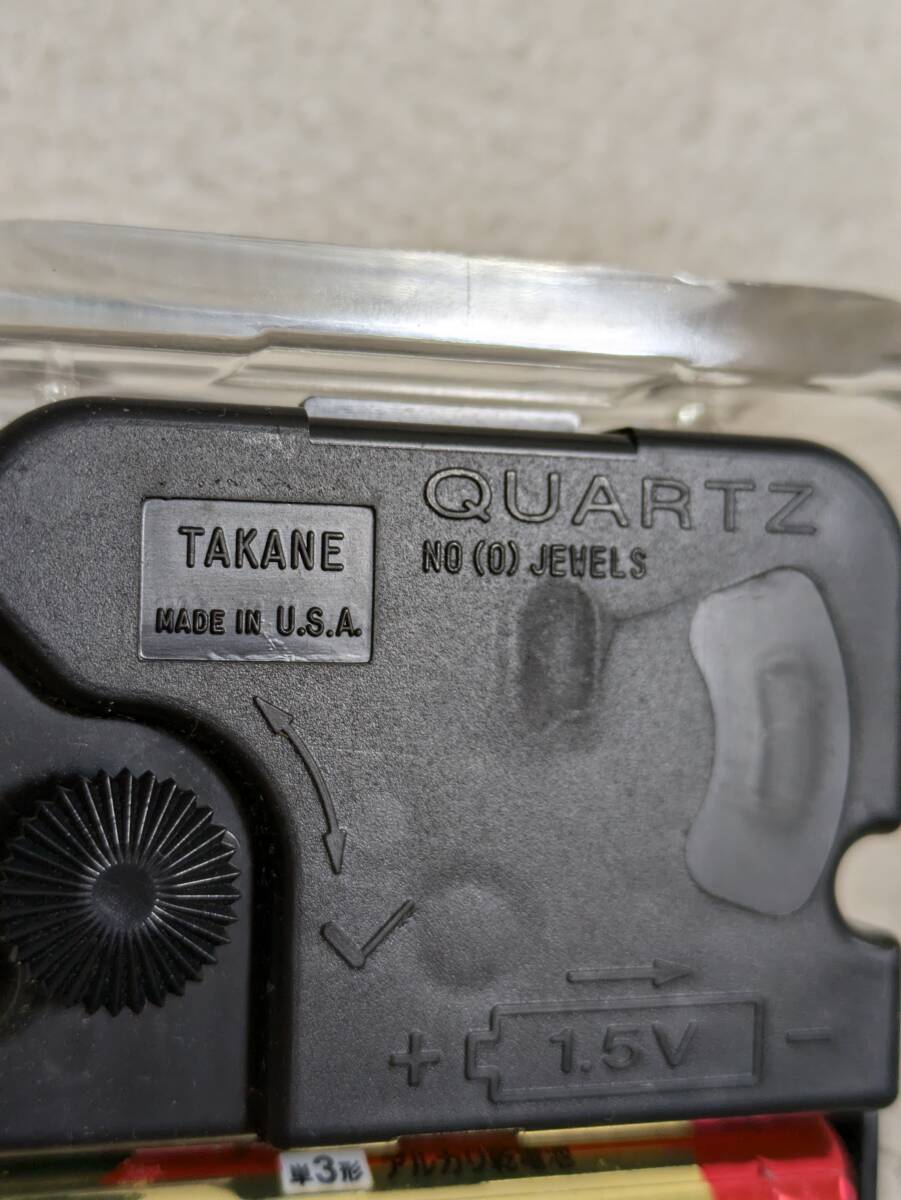 QUARTZ
TAKANE
NO (0) JEWELS
MADE IN U.S.A.
+ 1.5V −
単3形